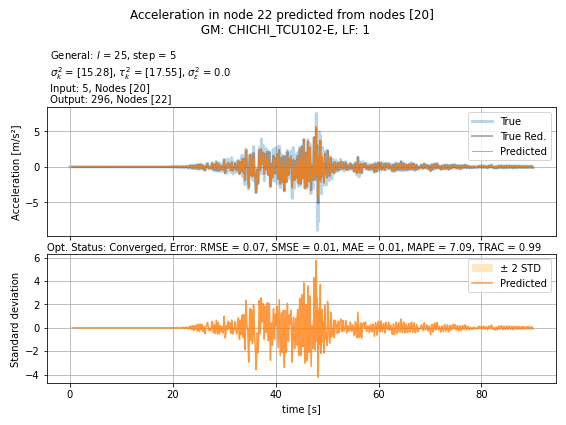 Acceleration in node 22 predicted from nodes [20]
GM: CHICHI_TCU102-E, LF: 1
General: l = 25, step = 5
σ²ₖ = [15.28], τ²ₖ = [17.55], σ²ε = 0.0
Input: 5, Nodes [20]
Output: 296, Nodes [22]
Acceleration [m/s²]
5
0
−5
True
True Red.
Predicted
Opt. Status: Converged, Error: RMSE = 0.07, SMSE = 0.01, MAE = 0.01, MAPE = 7.09, TRAC = 0.99
Standard deviation
6
4
2
0
−2
−4
± 2 STD
Predicted
0 20 40 60 80
time [s]